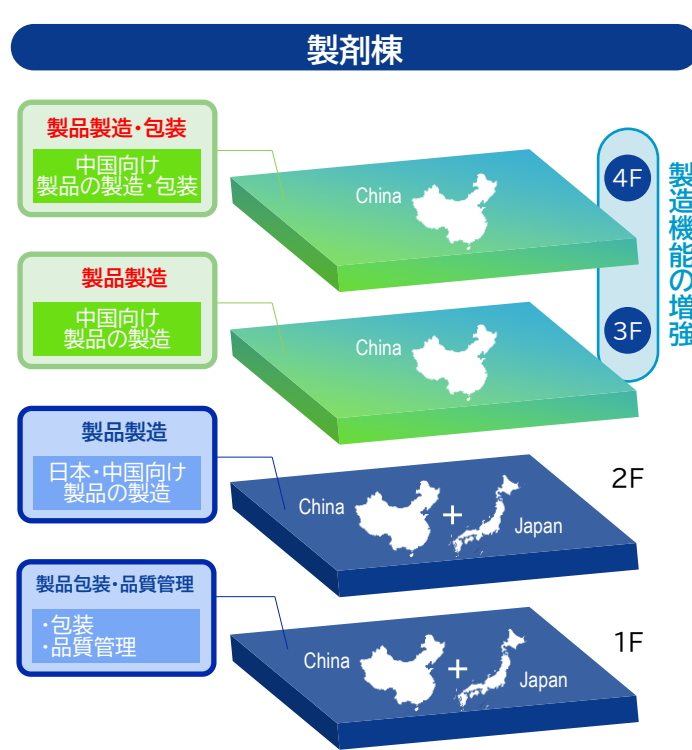 製剤棟
製品製造・包装
中国向け
製品の製造・包装
China
4F
製造機能の増強
製品製造
中国向け
製品の製造
China
3F
製品製造
日本・中国向け
製品の製造
China
+
Japan
2F
製品包装・品質管理
・包装
・品質管理
China
+
Japan
1F